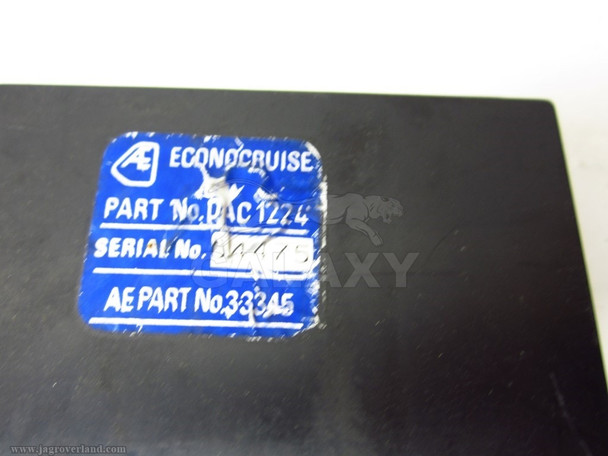 AE ECONOCRUISE
PART No. DAC 1224
SERIAL No.
AE PART No. 33345
GALAXY
www.jagroverland.com